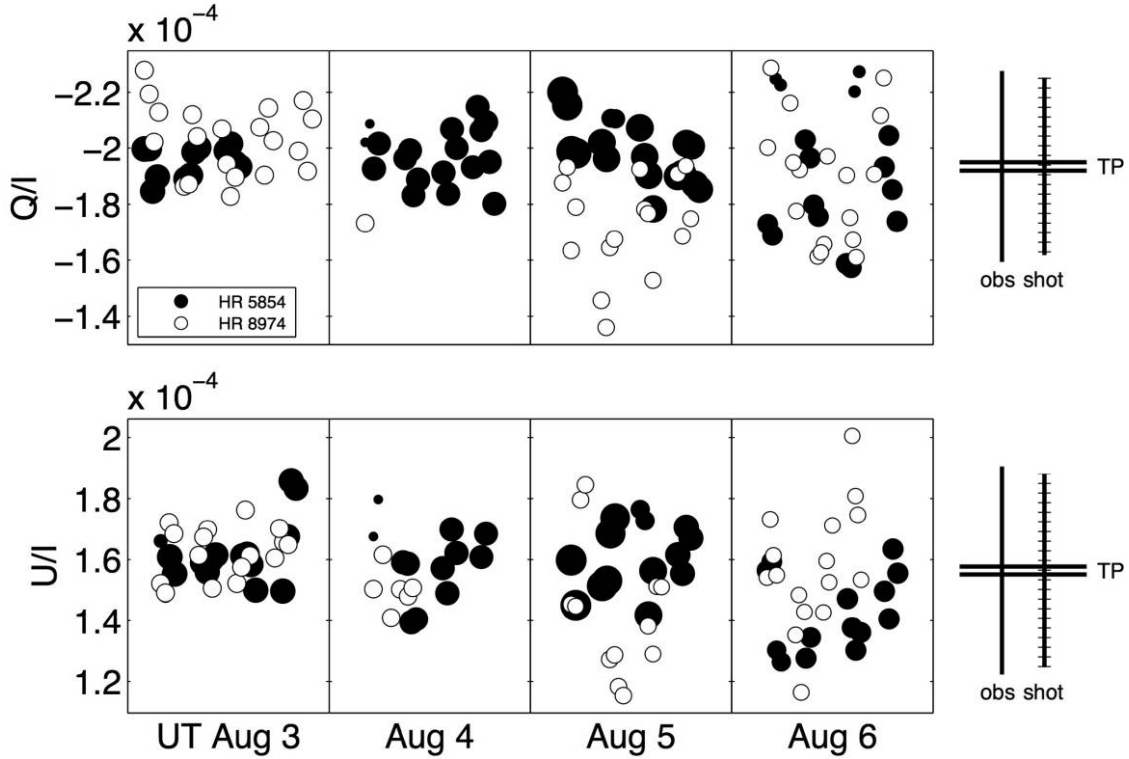 x 10⁻⁴
Q/I
−2.2
−2
−1.8
−1.6
−1.4
HR 5854
HR 8974
TP
obs shot
x 10⁻⁴
U/I
2
1.8
1.6
1.4
1.2
TP
obs shot
UT Aug 3 Aug 4 Aug 5 Aug 6